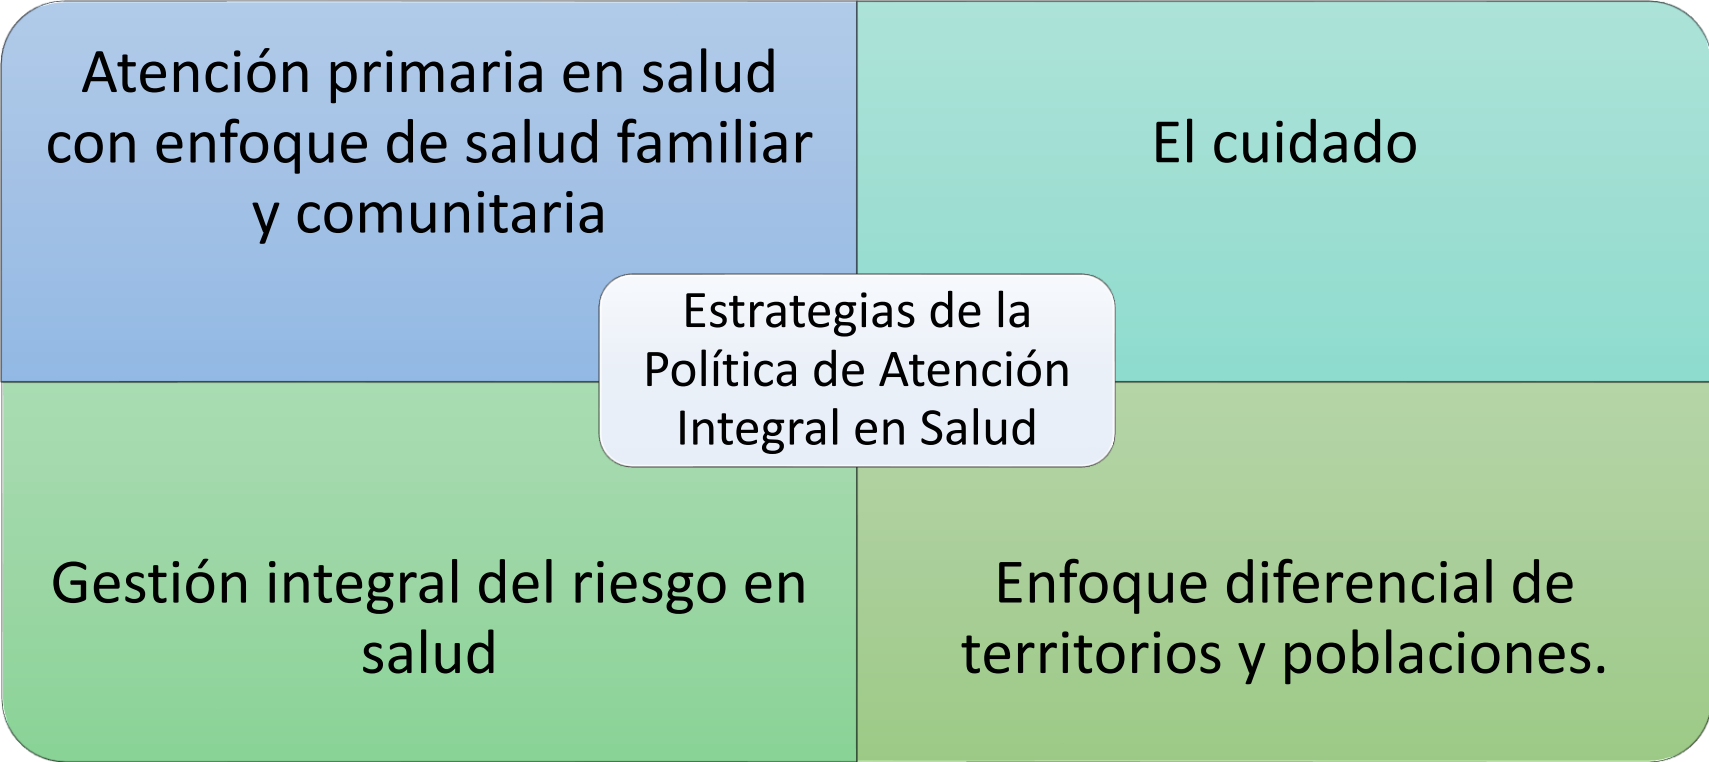 Atención primaria en salud
con enfoque de salud familiar
y comunitaria
El cuidado
Estrategias de la
Política de Atención
Integral en Salud
Gestión integral del riesgo en
salud
Enfoque diferencial de
territorios y poblaciones.